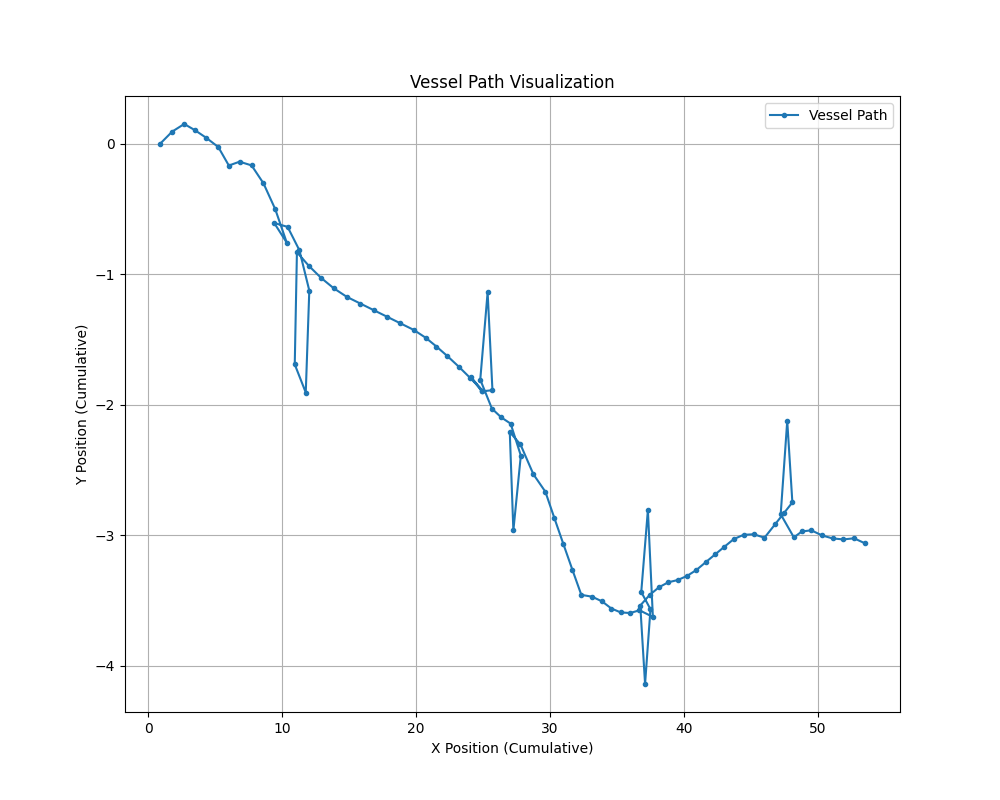 Vessel Path Visualization
Vessel Path
Y Position (Cumulative)
0
−1
−2
−3
−4
0 10 20 30 40 50
X Position (Cumulative)